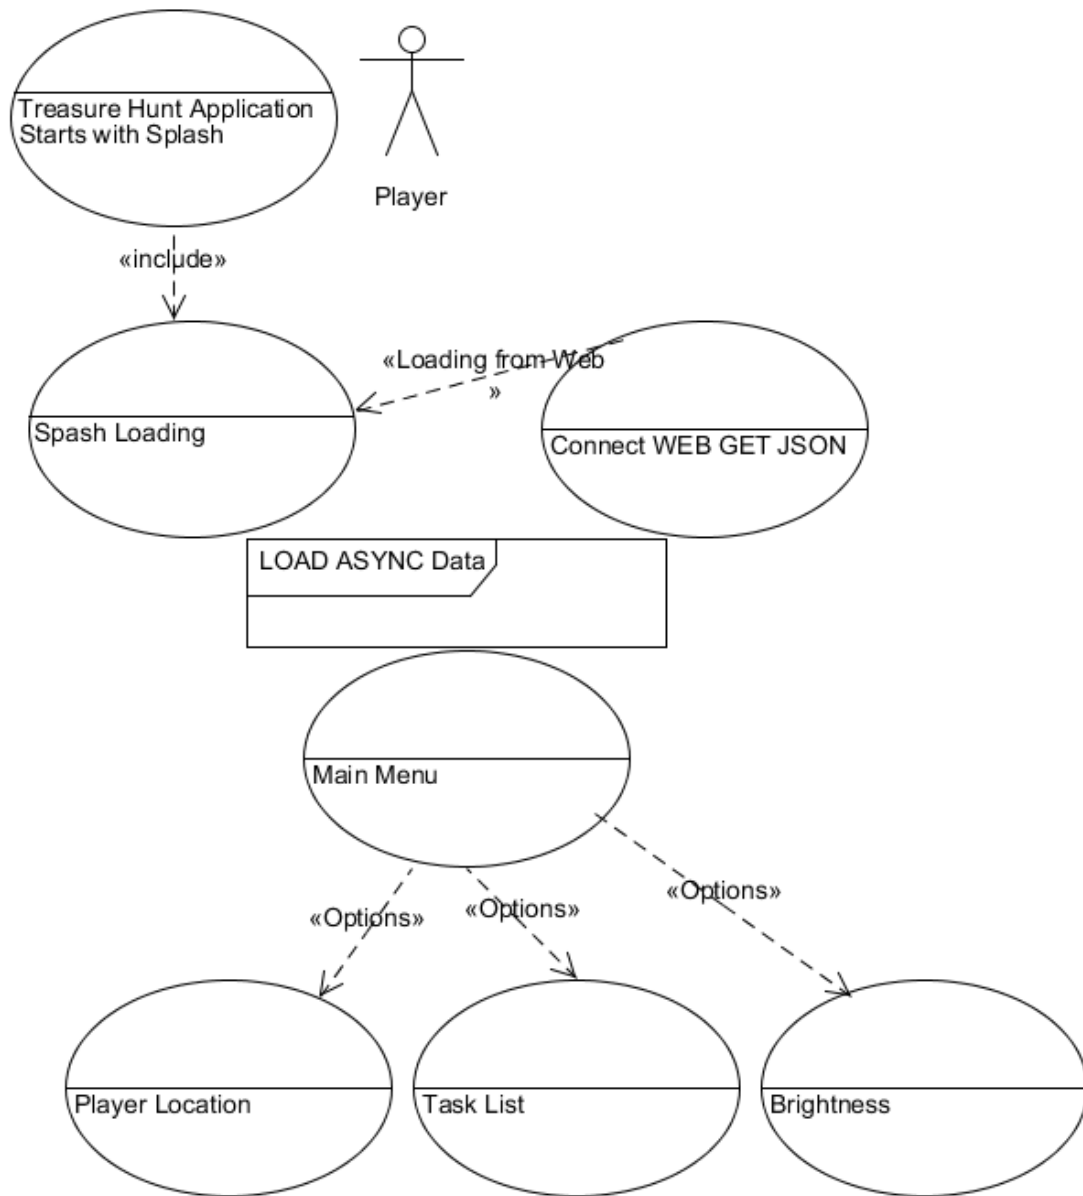 Treasure Hunt Application
Starts with Splash
Player
«include»
«Loading from Web
»
Spash Loading
Connect WEB GET JSON
LOAD ASYNC Data
Main Menu
«Options»
«Options»
«Options»
Player Location
Task List
Brightness